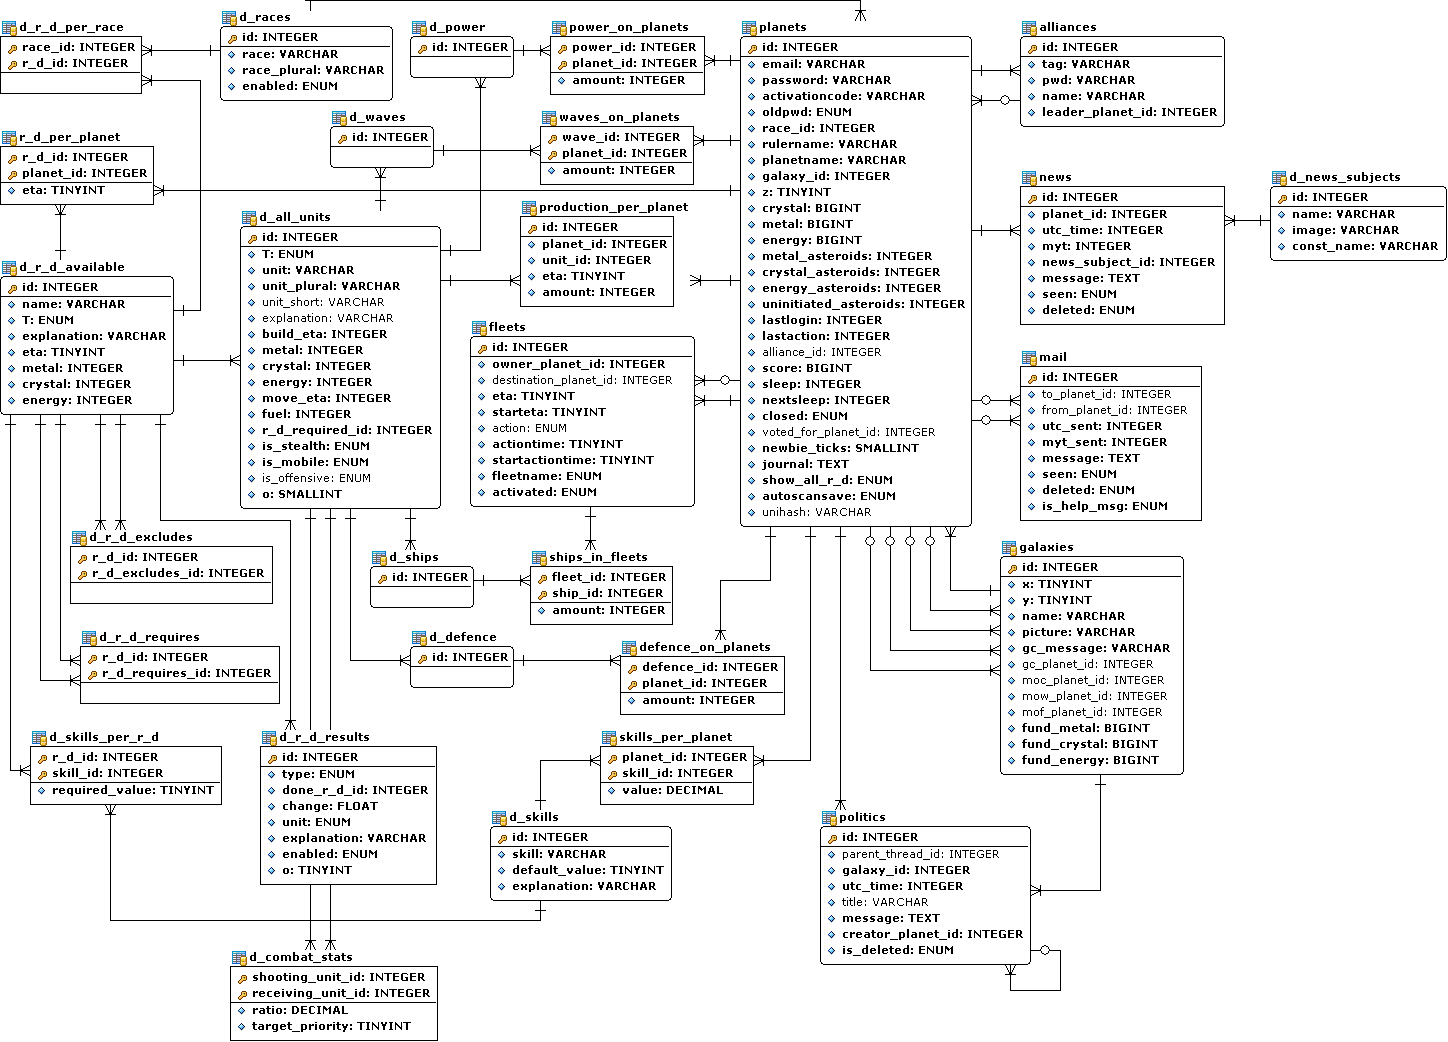 d_r_d_per_race
race_id: INTEGER
r_d_id: INTEGER
d_races
id: INTEGER
race: VARCHAR
race_plural: VARCHAR
enabled: ENUM
d_power
id: INTEGER
power_on_planets
power_id: INTEGER
planet_id: INTEGER
amount: INTEGER
planets
id: INTEGER
email: VARCHAR
password: VARCHAR
activationcode: VARCHAR
oldpwd: ENUM
race_id: INTEGER
rulername: VARCHAR
planetname: VARCHAR
galaxy_id: INTEGER
z: TINYINT
crystal: BIGINT
metal: BIGINT
energy: BIGINT
metal_asteroids: INTEGER
crystal_asteroids: INTEGER
energy_asteroids: INTEGER
uninitiated_asteroids: INTEGER
lastlogin: INTEGER
lastaction: INTEGER
alliance_id: INTEGER
score: BIGINT
sleep: INTEGER
nextsleep: INTEGER
closed: ENUM
voted_for_planet_id: INTEGER
newbie_ticks: SMALLINT
journal: TEXT
show_all_r_d: ENUM
autoscansave: ENUM
unihash: VARCHAR
alliances
id: INTEGER
tag: VARCHAR
pwd: VARCHAR
name: VARCHAR
leader_planet_id: INTEGER
d_waves
id: INTEGER
waves_on_planets
wave_id: INTEGER
planet_id: INTEGER
amount: INTEGER
r_d_per_planet
r_d_id: INTEGER
planet_id: INTEGER
eta: TINYINT
news
id: INTEGER
planet_id: INTEGER
utc_time: INTEGER
myt: INTEGER
news_subject_id: INTEGER
message: TEXT
seen: ENUM
deleted: ENUM
d_news_subjects
id: INTEGER
name: VARCHAR
image: VARCHAR
const_name: VARCHAR
d_all_units
id: INTEGER
T: ENUM
unit: VARCHAR
unit_plural: VARCHAR
unit_short: VARCHAR
explanation: VARCHAR
build_eta: INTEGER
metal: INTEGER
crystal: INTEGER
energy: INTEGER
move_eta: INTEGER
fuel: INTEGER
r_d_required_id: INTEGER
is_stealth: ENUM
is_mobile: ENUM
is_offensive: ENUM
o: SMALLINT
production_per_planet
id: INTEGER
planet_id: INTEGER
unit_id: INTEGER
eta: TINYINT
amount: INTEGER
d_r_d_available
id: INTEGER
name: VARCHAR
T: ENUM
explanation: VARCHAR
eta: TINYINT
metal: INTEGER
crystal: INTEGER
energy: INTEGER
fleets
id: INTEGER
owner_planet_id: INTEGER
destination_planet_id: INTEGER
eta: TINYINT
starteta: TINYINT
action: ENUM
actiontime: TINYINT
startactiontime: TINYINT
fleetname: ENUM
activated: ENUM
mail
id: INTEGER
to_planet_id: INTEGER
from_planet_id: INTEGER
utc_sent: INTEGER
myt_sent: INTEGER
message: TEXT
seen: ENUM
deleted: ENUM
is_help_msg: ENUM
d_r_d_excludes
r_d_id: INTEGER
r_d_excludes_id: INTEGER
d_ships
id: INTEGER
ships_in_fleets
fleet_id: INTEGER
ship_id: INTEGER
amount: INTEGER
galaxies
id: INTEGER
x: TINYINT
y: TINYINT
name: VARCHAR
picture: VARCHAR
gc_message: VARCHAR
gc_planet_id: INTEGER
moc_planet_id: INTEGER
mow_planet_id: INTEGER
mof_planet_id: INTEGER
fund_metal: BIGINT
fund_crystal: BIGINT
fund_energy: BIGINT
d_r_d_requires
r_d_id: INTEGER
r_d_requires_id: INTEGER
d_defence
id: INTEGER
defence_on_planets
defence_id: INTEGER
planet_id: INTEGER
amount: INTEGER
d_skills_per_r_d
r_d_id: INTEGER
skill_id: INTEGER
required_value: TINYINT
d_r_d_results
id: INTEGER
type: ENUM
done_r_d_id: INTEGER
change: FLOAT
unit: ENUM
explanation: VARCHAR
enabled: ENUM
o: TINYINT
skills_per_planet
planet_id: INTEGER
skill_id: INTEGER
value: DECIMAL
d_skills
id: INTEGER
skill: VARCHAR
default_value: TINYINT
explanation: VARCHAR
politics
id: INTEGER
parent_thread_id: INTEGER
galaxy_id: INTEGER
utc_time: INTEGER
title: VARCHAR
message: TEXT
creator_planet_id: INTEGER
is_deleted: ENUM
d_combat_stats
shooting_unit_id: INTEGER
receiving_unit_id: INTEGER
ratio: DECIMAL
target_priority: TINYINT